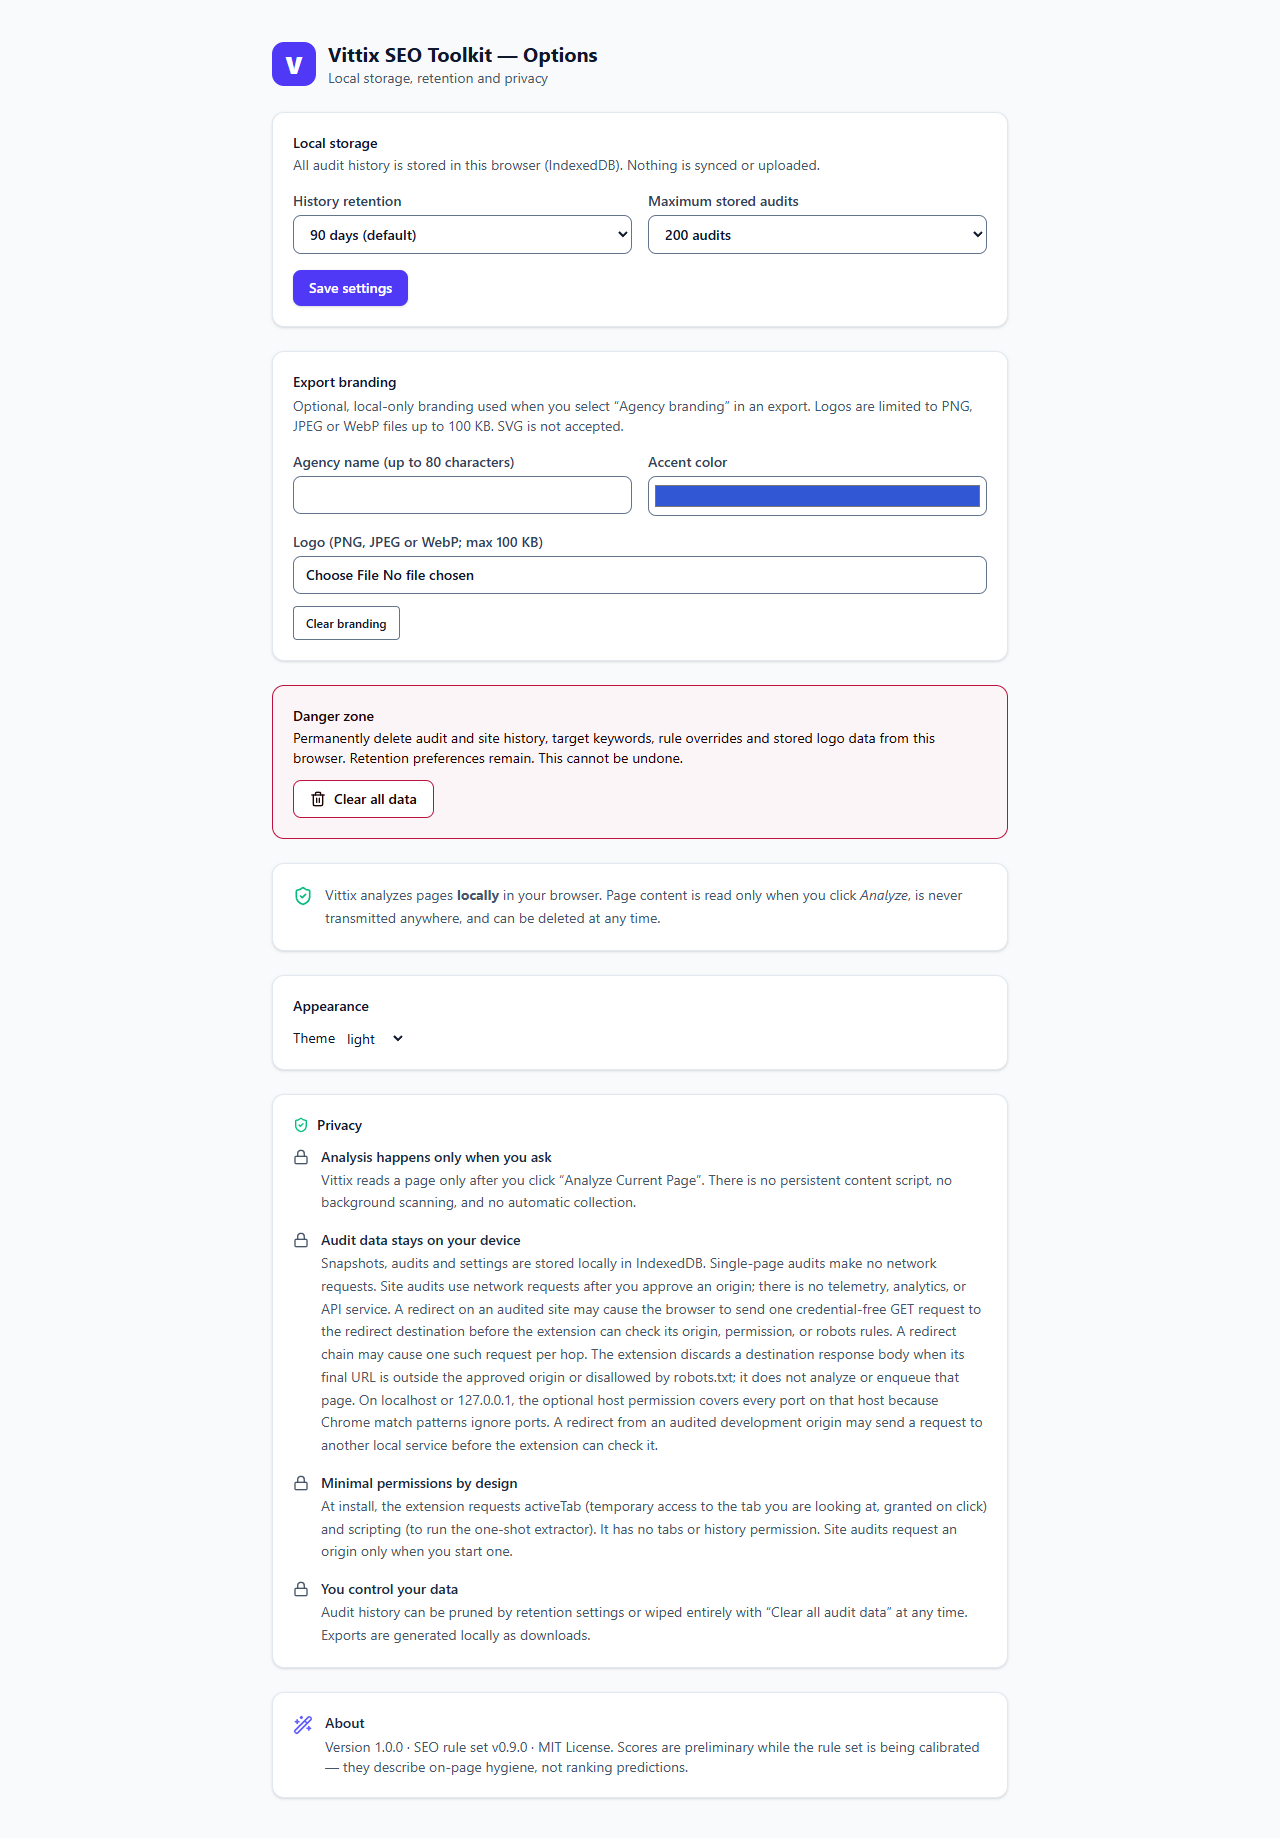 V
Vittix SEO Toolkit — Options
Local storage, retention and privacy
Local storage
All audit history is stored in this browser (IndexedDB). Nothing is synced or uploaded.
History retention
Maximum stored audits
90 days (default)
200 audits
Save settings
Export branding
Optional, local-only branding used when you select “Agency branding” in an export. Logos are limited to PNG,
JPEG or WebP files up to 100 KB. SVG is not accepted.
Agency name (up to 80 characters)
Accent color
Logo (PNG, JPEG or WebP; max 100 KB)
Choose File No file chosen
Clear branding
Danger zone
Permanently delete audit and site history, target keywords, rule overrides and stored logo data from this
browser. Retention preferences remain. This cannot be undone.
Clear all data
Vittix analyzes pages locally in your browser. Page content is read only when you click Analyze, is never
transmitted anywhere, and can be deleted at any time.
Appearance
Theme light
Privacy
Analysis happens only when you ask
Vittix reads a page only after you click “Analyze Current Page”. There is no persistent content script, no
background scanning, and no automatic collection.
Audit data stays on your device
Snapshots, audits and settings are stored locally in IndexedDB. Single-page audits make no network
requests. Site audits use network requests after you approve an origin; there is no telemetry, analytics, or
API service. A redirect on an audited site may cause the browser to send one credential-free GET request to
the redirect destination before the extension can check its origin, permission, or robots rules. A redirect
chain may cause one such request per hop. The extension discards a destination response body when its
final URL is outside the approved origin or disallowed by robots.txt; it does not analyze or enqueue that
page. On localhost or 127.0.0.1, the optional host permission covers every port on that host because
Chrome match patterns ignore ports. A redirect from an audited development origin may send a request to
another local service before the extension can check it.
Minimal permissions by design
At install, the extension requests activeTab (temporary access to the tab you are looking at, granted on click)
and scripting (to run the one-shot extractor). It has no tabs or history permission. Site audits request an
origin only when you start one.
You control your data
Audit history can be pruned by retention settings or wiped entirely with “Clear all audit data” at any time.
Exports are generated locally as downloads.
About
Version 1.0.0 · SEO rule set v0.9.0 · MIT License. Scores are preliminary while the rule set is being calibrated
— they describe on-page hygiene, not ranking predictions.